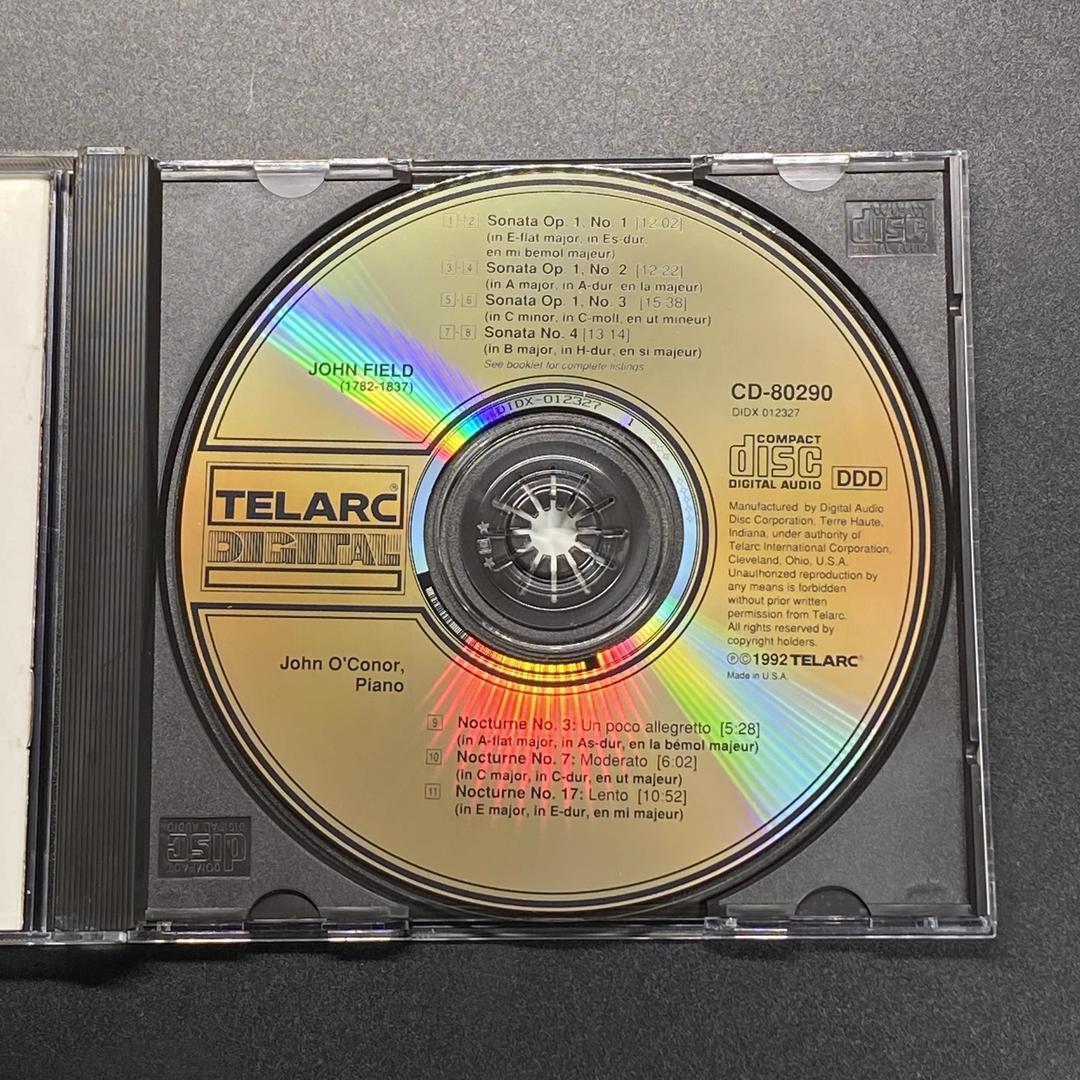 1-2 Sonata Op. 1, No. 1 [12:02]
(in E-flat major, in Es-dur,
en mi bemol majeur)
3-4 Sonata Op. 1, No. 2 [12:22]
(in A major, in A-dur, en la majeur)
5-6 Sonata Op. 1, No. 3 [15:38]
(in C minor, in C-moll, en ut mineur)
7-8 Sonata No. 4 [13:14]
(in B major, in H-dur, en si majeur)
See booklet for complete listings
JOHN FIELD
(1782-1837)
TELARC®
DIGITAL
John O'Conor,
Piano
DIDX-012327 1
CD-80290
DIDX 012327
COMPACT
disc
DIGITAL AUDIO
DDD
Manufactured by Digital Audio
Disc Corporation, Terre Haute,
Indiana, under authority of
Telarc International Corporation,
Cleveland, Ohio, U.S.A.
Unauthorized reproduction by
any means is forbidden
without prior written
permission from Telarc.
All rights reserved by
copyright holders.
℗©1992 TELARC®
Made in U.S.A.
9 Nocturne No. 3: Un poco allegretto [5:28]
(in A-flat major, in As-dur, en la bémol majeur)
10 Nocturne No. 7: Moderato [6:02]
(in C major, in C-dur, en ut majeur)
11 Nocturne No. 17: Lento [10:52]
(in E major, in E-dur, en mi majeur)
COMPACT
disc
DIGITAL AUDIO
disc